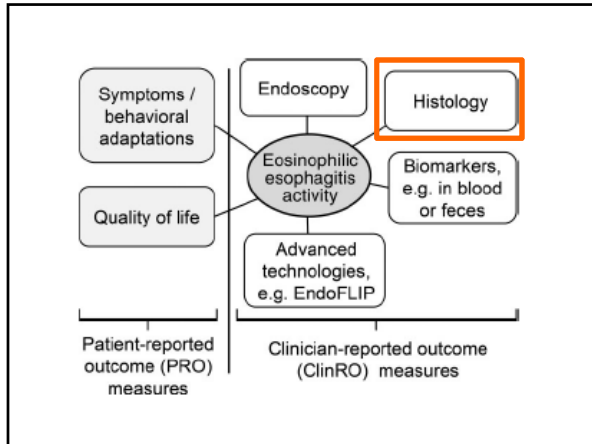 Symptoms /
behavioral
adaptations
Quality of life
Endoscopy
Histology
Eosinophilic
esophagitis
activity
Biomarkers,
e.g. in blood
or feces
Advanced
technologies,
e.g. EndoFLIP
Patient-reported
outcome (PRO)
measures
Clinician-reported outcome
(ClinRO) measures